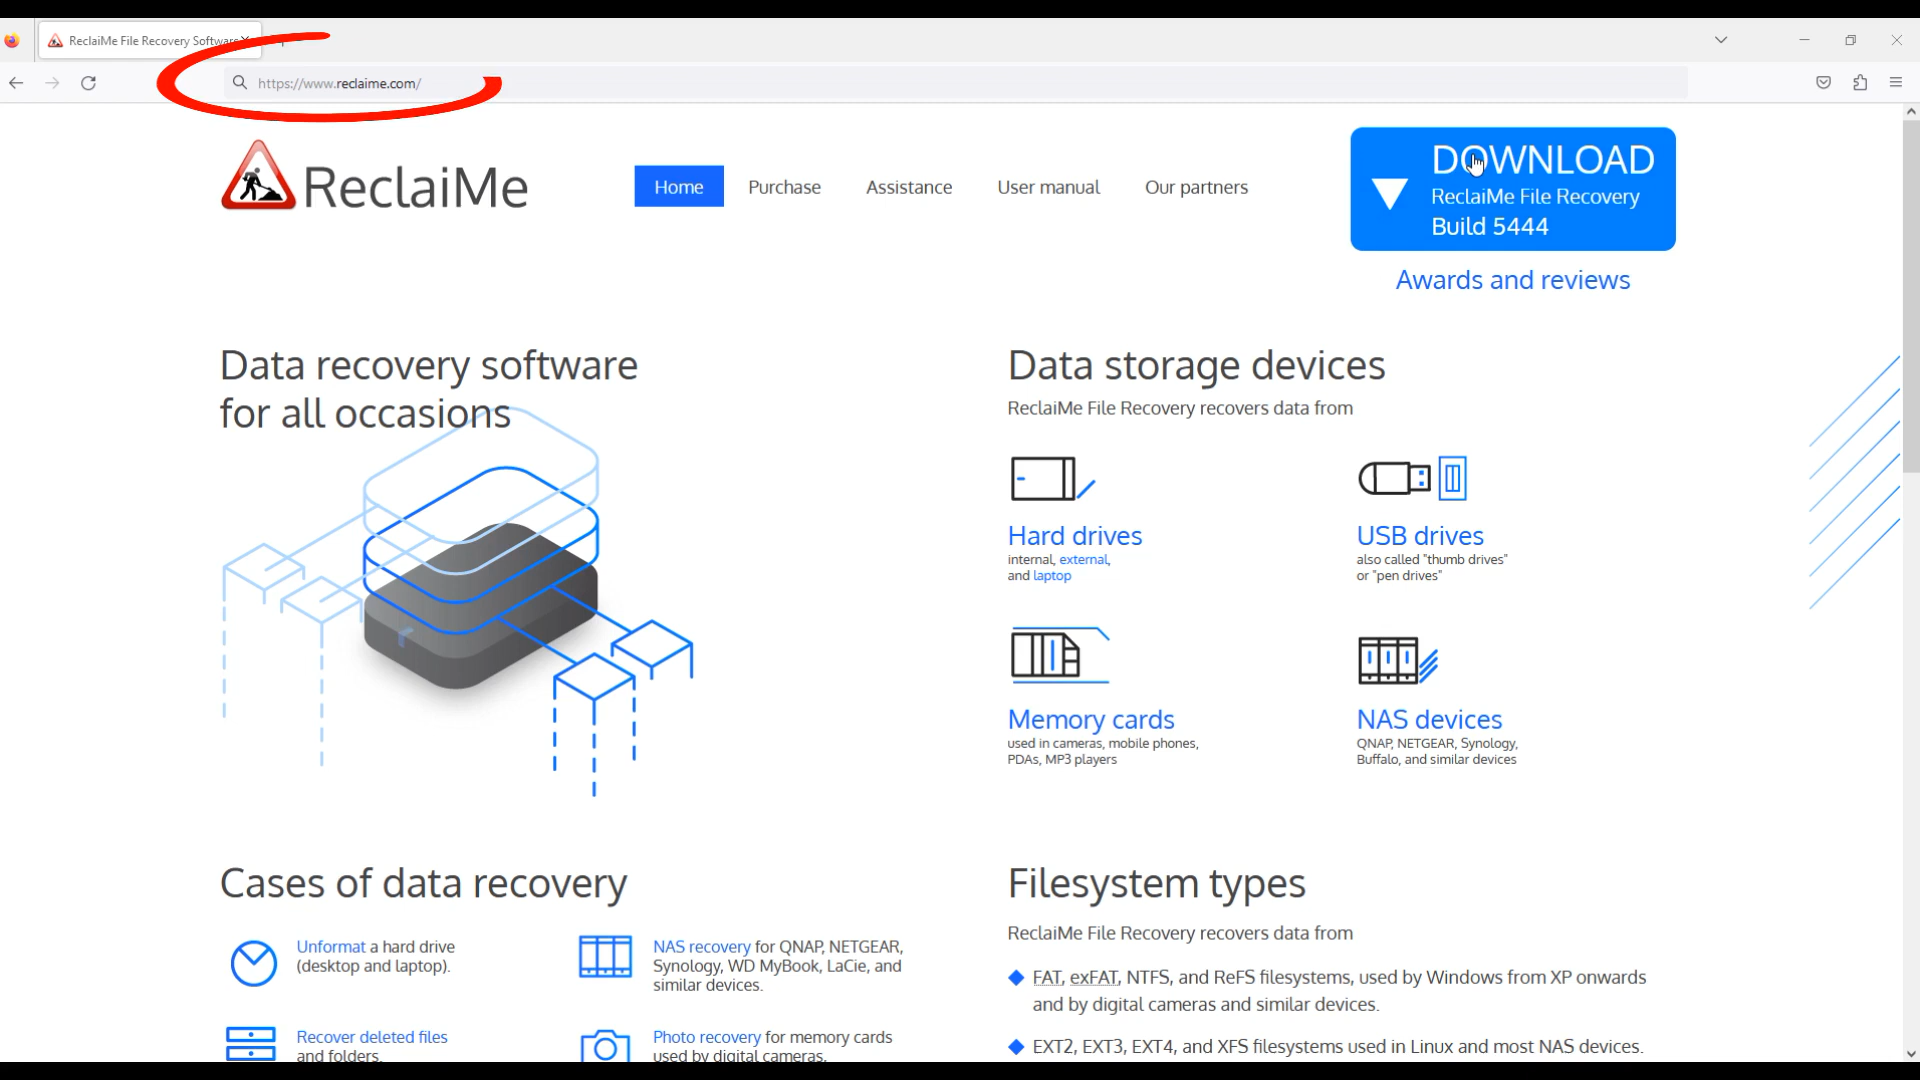 ReclaiMe File Recovery Software
https://www.reclaime.com/
ReclaiMe
Home
Purchase
Assistance
User manual
Our partners
DOWNLOAD
ReclaiMe File Recovery
Build 5444
Awards and reviews
Data recovery software
for all occasions
Data storage devices
ReclaiMe File Recovery recovers data from
Hard drives
internal, external,
and laptop
USB drives
also called "thumb drives"
or "pen drives"
Memory cards
used in cameras, mobile phones,
PDAs, MP3 players
NAS devices
QNAP, NETGEAR, Synology,
Buffalo, and similar devices
Cases of data recovery
Unformat a hard drive
(desktop and laptop).
NAS recovery for QNAP, NETGEAR,
Synology, WD MyBook, LaCie, and
similar devices.
Recover deleted files
and folders.
Photo recovery for memory cards
used by digital cameras.
Filesystem types
ReclaiMe File Recovery recovers data from
FAT, exFAT, NTFS, and ReFS filesystems, used by Windows from XP onwards
and by digital cameras and similar devices.
EXT2, EXT3, EXT4, and XFS filesystems used in Linux and most NAS devices.